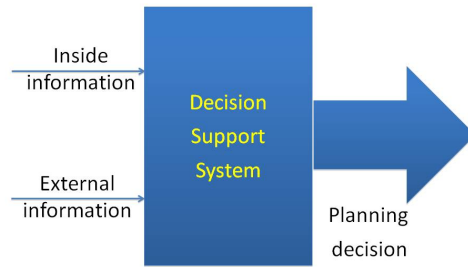 Inside
information
Decision
Support
System
External
information
Planning
decision